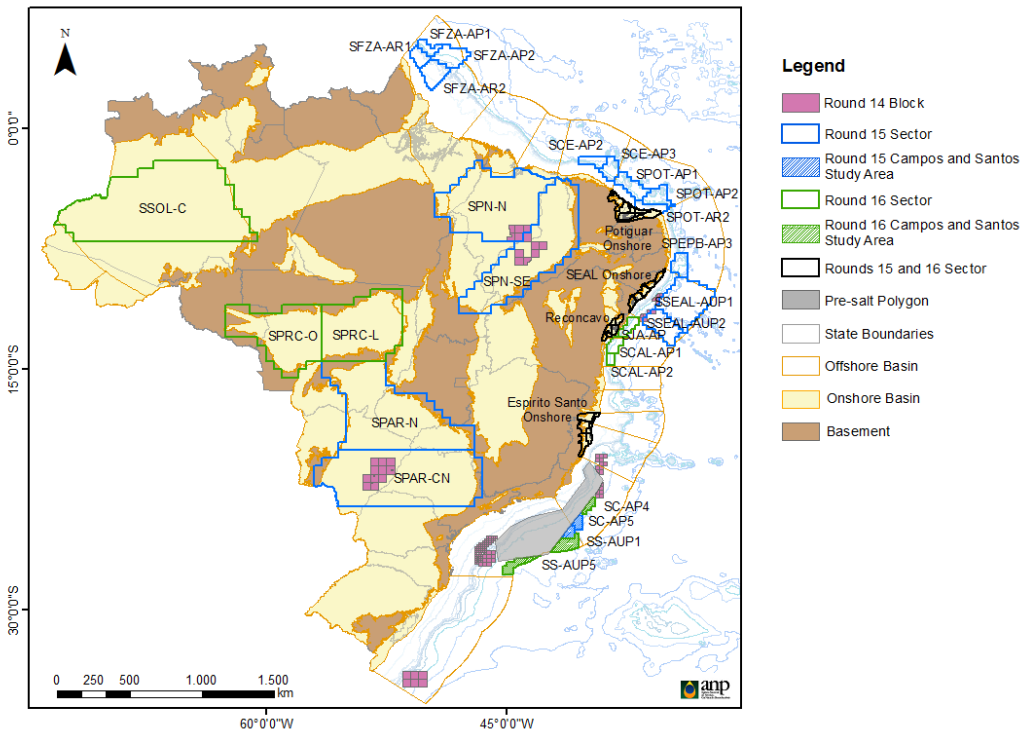 N
SFZA-AP1
SFZA-AR1
SFZA-AP2
SFZA-AR2
0°0'0"
SCE-AP2
SCE-AP3
SPOT-AP1
SPOT-AP2
SPOT-AR2
SSOL-C
SPN-N
Potiguar
Onshore
SPEPB-AP3
SEAL Onshore
SPN-SE
SSEAL-AUP1
Reconcavo
SSEAL-AUP2
SPRC-O
SPRC-L
SJA-AP
SCAL-AP1
SCAL-AP2
15°0'0"S
Espirito Santo
Onshore
SPAR-N
SPAR-CN
SC-AP4
SC-AP5
SS-AUP1
SS-AUP5
30°0'0"S
0 250 500 1.000 1.500
km
anp
60°0'0"W
45°0'0"W
Legend
Round 14 Block
Round 15 Sector
Round 15 Campos and Santos
Study Area
Round 16 Sector
Round 16 Campos and Santos
Study Area
Rounds 15 and 16 Sector
Pre-salt Polygon
State Boundaries
Offshore Basin
Onshore Basin
Basement